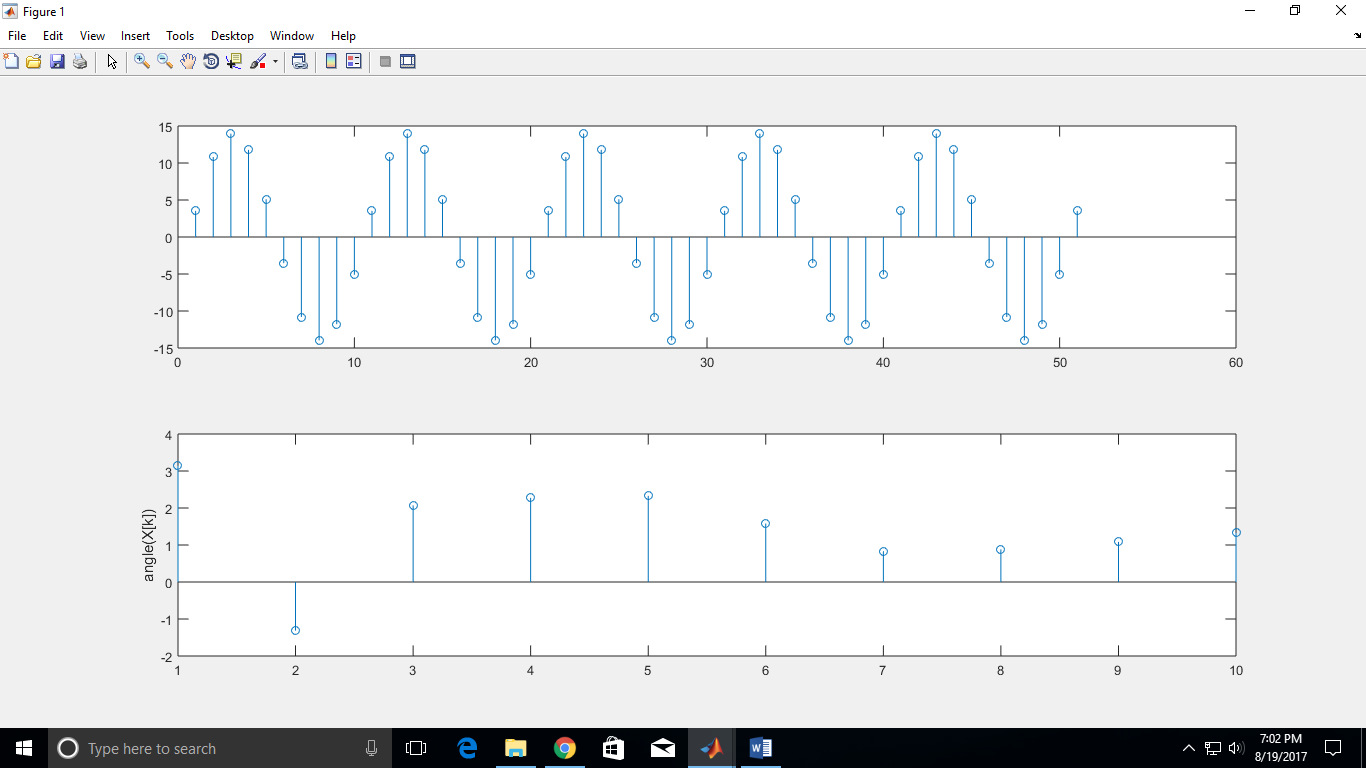 Figure 1
File Edit View Insert Tools Desktop Window Help
15
10
5
0
-5
-10
-15
0 10 20 30 40 50 60
4
3
2
1
0
-1
-2
angle(X[k])
1 2 3 4 5 6 7 8 9 10
Type here to search
7:02 PM
8/19/2017